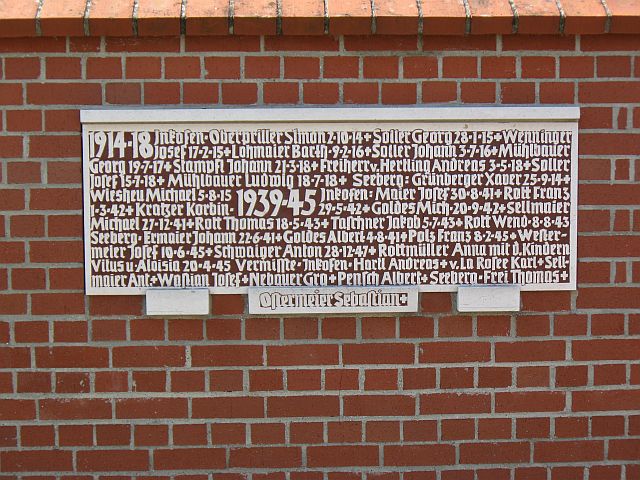 1914-18 Inkofen-Oberpriller Simon 2·10·14+Soller Georg 28·1·15+Wenninger
Josef 17·2·15+Lohmaier Barth·9·2·16+Soller Johann 3·7·16+Mühlbauer
Georg 19·7·17+Stampfl Johann 21·3·18+Freiherr v. Hertling Andreas 3·5·18+Soller
Josef 15·7·18+Mühlbauer Ludwig 18·7·18+Seeberg: Grünberger Xaver 25·9·14+
Wiesheu Michael 5·8·15 1939-45 Inkofen-Maier Josef 30·8·41+Rott Franz
1·3·42+Kratzer Korbin· 29·5·42+Goldes Mich·20·9·42+Sellmaier
Michael 27·12·41+Rott Thomas 18·5·43+Taschner Jakob 5·7·43+Rott Wend·8·8·43
Seeberg·Ermaier Johann 22·6·41+Goldes Albert 4·8·41+Pals Franz 8·2·45+Wester-
meier Josef 10·6·45+Schwaiger Anton 28·12·47+Rottmüller Anna mit d.Kindern
Vitus u·Aloisia 20·4·45 Vermißte·Inkofen·Hartl Andreas+v.La Rosee Karl+Sell-
maier Ant.+Wastian Josef+Nebauer Gra+Pentsch Albert+Seeberg·Frei Thomas+
Ostermeier Sebastian+